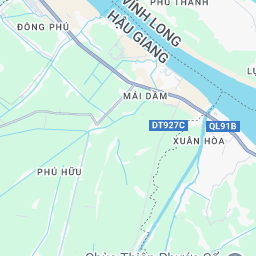 PHÚ THÀNH
VĨNH LONG
HẬU GIANG
ĐÔNG PHÚ
MÁI DẦM
DT927C
QL91B
XUÂN HÒA
PHÚ HỮU